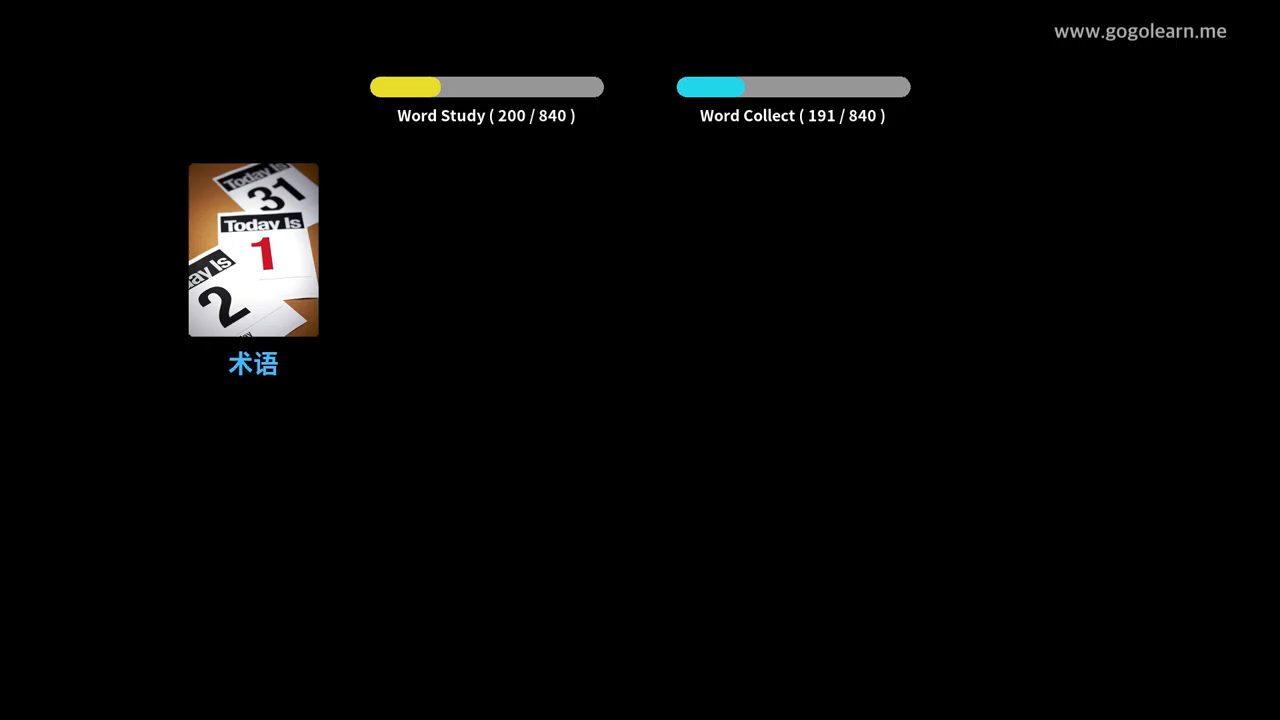 www.gogolearn.me
Word Study ( 200 / 840 )
Word Collect ( 191 / 840 )
Today Is
31
Today Is
1
ay Is
2
术语